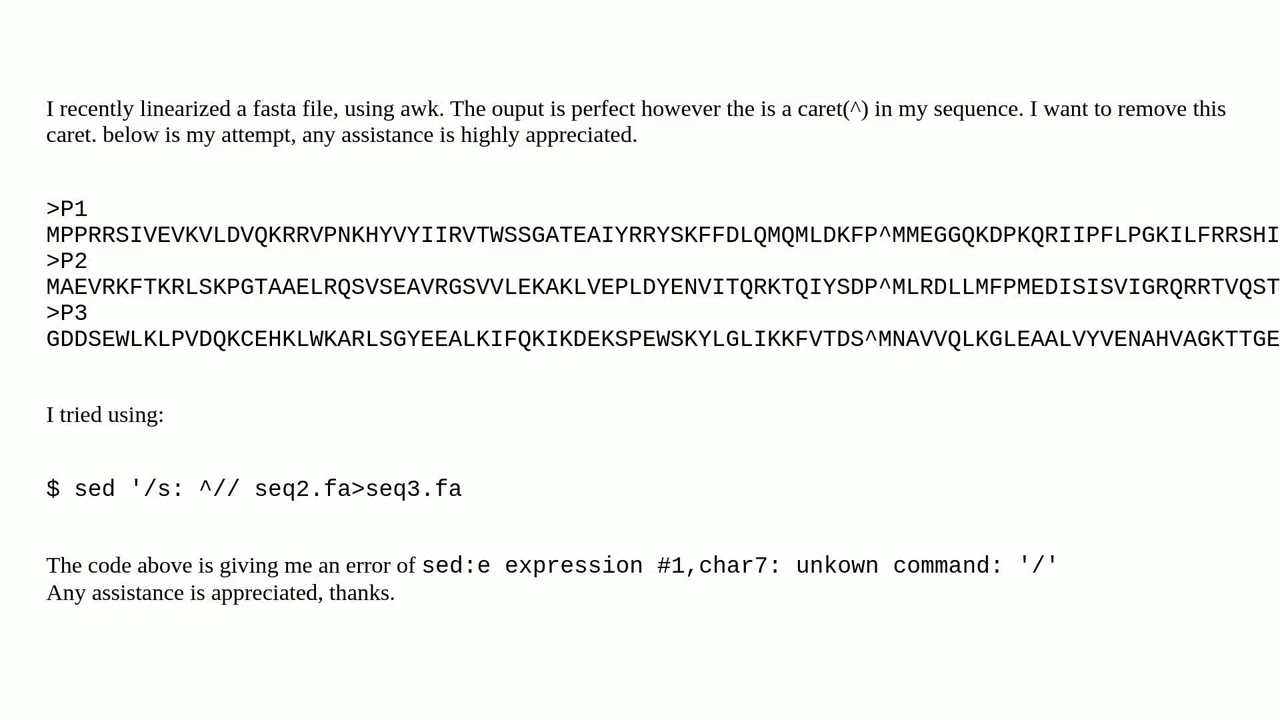 I recently linearized a fasta file, using awk. The ouput is perfect however the is a caret(^) in my sequence. I want to remove this
caret. below is my attempt, any assistance is highly appreciated.
>P1
MPPRRSIVEVKVLDVQKRRVPNKHYVYIIRVTWSSGATEAIYRRYSKFFDLQMQMLDKFP^MMEGGQKDPKQRIIPFLPGKILFRRSHI
>P2
MAEVRKFTKRLSKPGTAAELRQSVSEAVRGSVVLEKAKLVEPLDYENVITQRKTQIYSDP^MLRDLLMFPMEDISISVIGRQRRTVQST
>P3
GDDSEWLKLPVDQKCEHKLWKARLSGYEEALKIFQKIKDEKSPEWSKYLGLIKKFVTDS^MNAVVQLKGLEAALVYVENAHVAGKTTGE
I tried using:
$ sed '/s: ^// seq2.fa>seq3.fa
The code above is giving me an error of sed:e expression #1,char7: unkown command: '/'
Any assistance is appreciated, thanks.